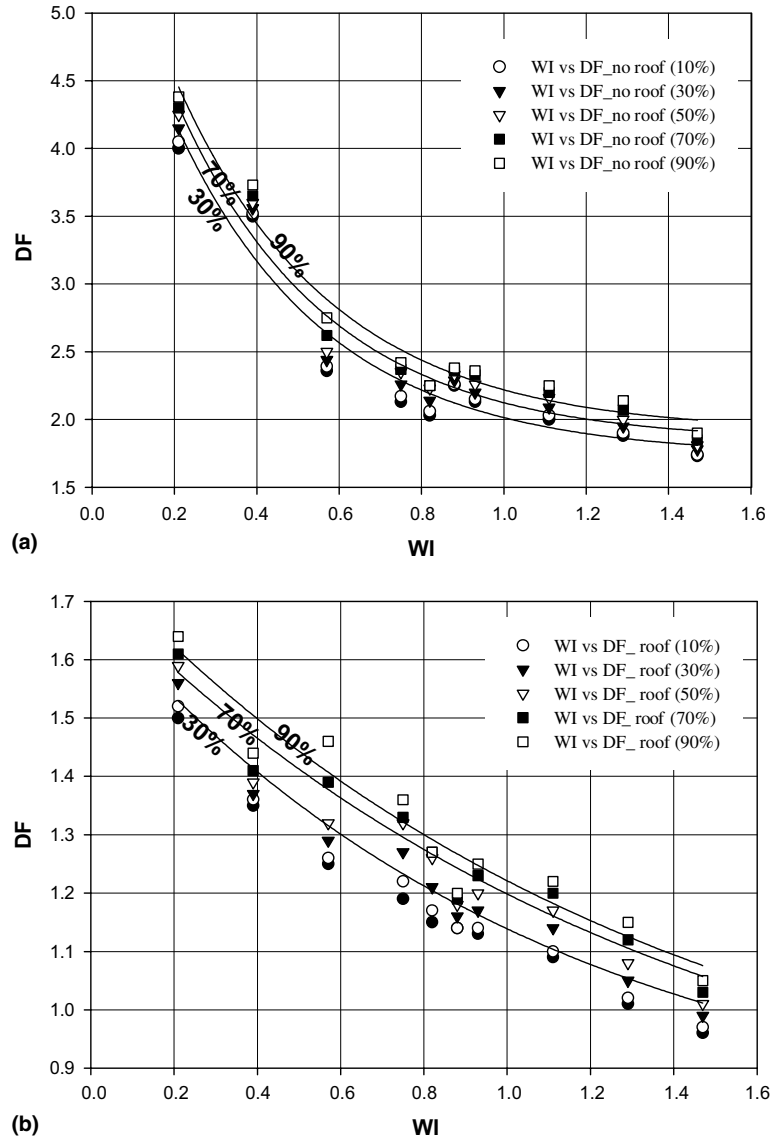 5.0
4.5
4.0
3.5
3.0
2.5
2.0
1.5
DF
WI vs DF_no roof (10%)
WI vs DF_no roof (30%)
WI vs DF_no roof (50%)
WI vs DF_no roof (70%)
WI vs DF_no roof (90%)
70%
30%
90%
0.0 0.2 0.4 0.6 0.8 1.0 1.2 1.4 1.6
(a)
WI
1.7
1.6
1.5
1.4
1.3
1.2
1.1
1.0
0.9
DF
WI vs DF_ roof (10%)
WI vs DF_ roof (30%)
WI vs DF_ roof (50%)
WI vs DF_ roof (70%)
WI vs DF_ roof (90%)
30%
70%
90%
0.0 0.2 0.4 0.6 0.8 1.0 1.2 1.4 1.6
(b)
WI